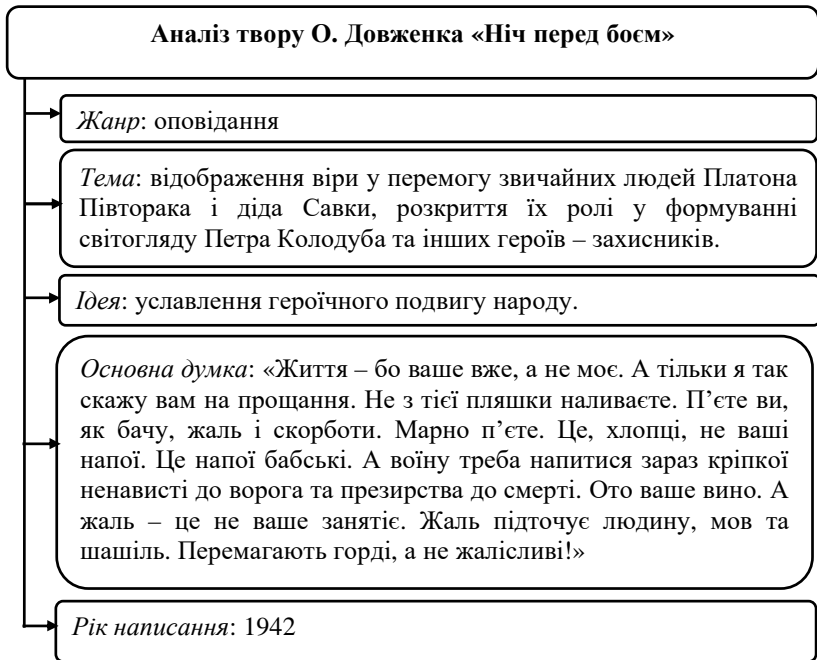 Аналіз твору О. Довженка «Ніч перед боєм»
Жанр: оповідання
Тема: відображення віри у перемогу звичайних людей Платона
Півторака і діда Савки, розкриття їх ролі у формуванні
світогляду Петра Колодуба та інших героїв – захисників.
Ідея: уславлення героїчного подвигу народу.
Основна думка: «Життя – бо ваше вже, а не моє. А тільки я так
скажу вам на прощання. Не з тієї пляшки наливаєте. П’єте ви,
як бачу, жаль і скорботи. Марно п’єте. Це, хлопці, не ваші
напої. Це напої бабські. А воїну треба напитися зараз кріпкої
ненависті до ворога та презирства до смерті. Ото ваше вино. А
жаль – це не ваше занятіє. Жаль підточує людину, мов та
шашіль. Перемагають горді, а не жалісливі!»
Рік написання: 1942